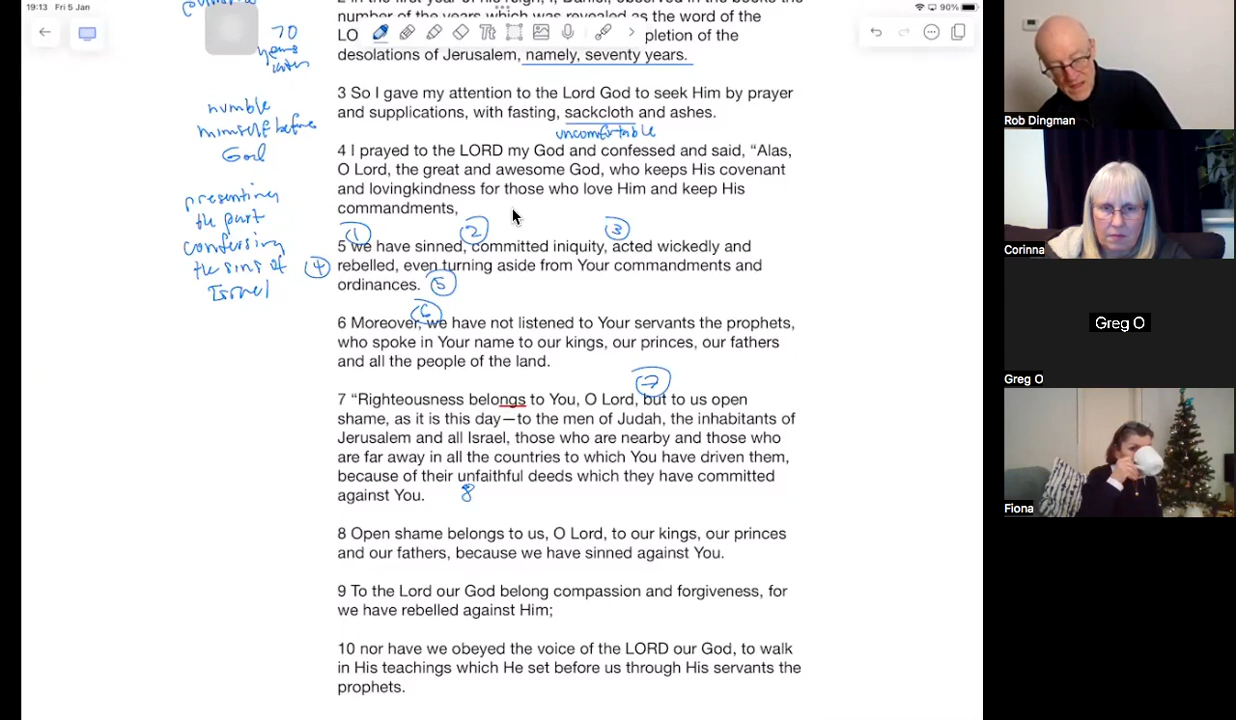 19:13 Fri 5 Jan
90%
number of the years which was revealed as the word of the
LO
pletion of the
desolations of Jerusalem, namely, seventy years.
70
years
later
3 So I gave my attention to the Lord God to seek Him by prayer
and supplications, with fasting, sackcloth and ashes.
uncomfortable
humble
himself before
God
4 I prayed to the LORD my God and confessed and said, “Alas,
O Lord, the great and awesome God, who keeps His covenant
and lovingkindness for those who love Him and keep His
commandments,
presenting
the past
confessing
the sins of
Israel
1 2 3
5 we have sinned, committed iniquity, acted wickedly and
4 rebelled, even turning aside from Your commandments and
ordinances. 5
6
6 Moreover, we have not listened to Your servants the prophets,
who spoke in Your name to our kings, our princes, our fathers
and all the people of the land.
7
7 “Righteousness belongs to You, O Lord, but to us open
shame, as it is this day—to the men of Judah, the inhabitants of
Jerusalem and all Israel, those who are nearby and those who
are far away in all the countries to which You have driven them,
because of their unfaithful deeds which they have committed
against You. 8
8 Open shame belongs to us, O Lord, to our kings, our princes
and our fathers, because we have sinned against You.
9 To the Lord our God belong compassion and forgiveness, for
we have rebelled against Him;
10 nor have we obeyed the voice of the LORD our God, to walk
in His teachings which He set before us through His servants the
prophets.
Rob Dingman
Corinna
Greg O
Greg O
Fiona